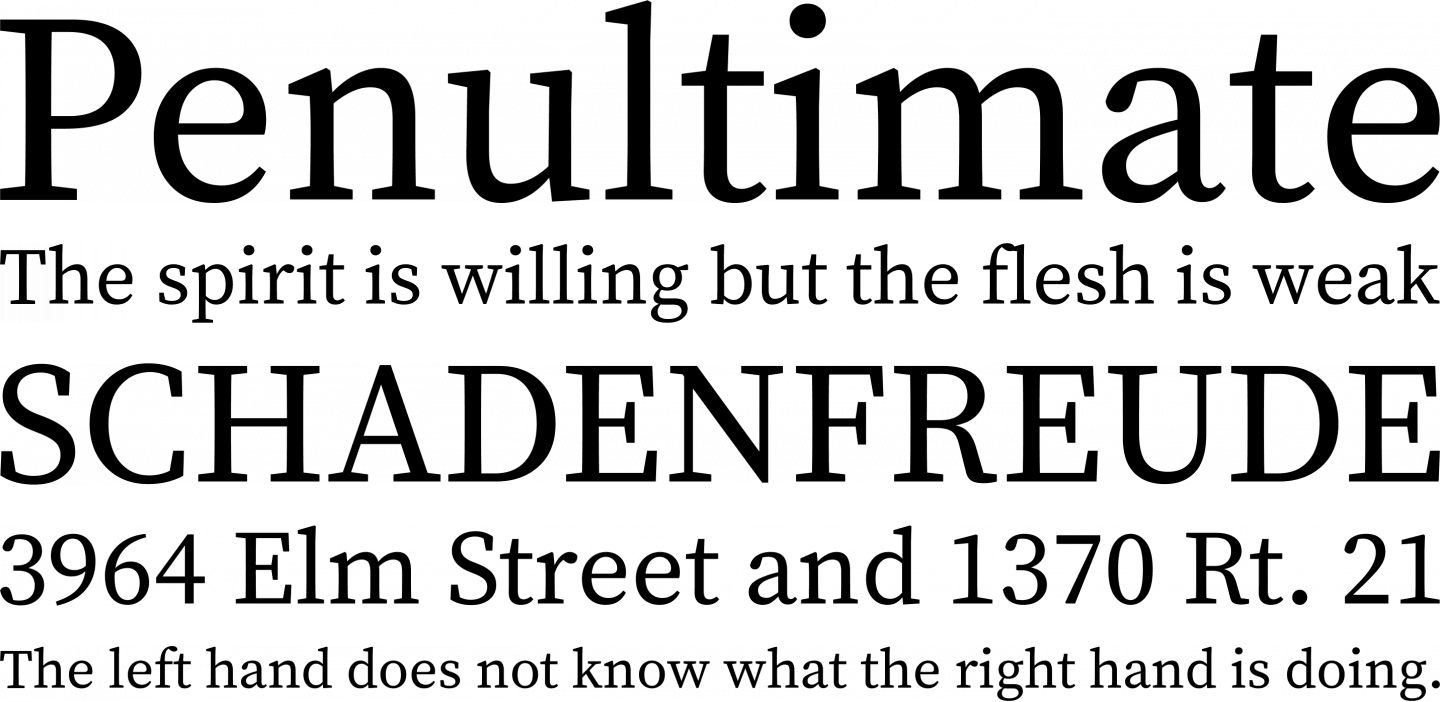 Penultimate
The spirit is willing but the flesh is weak
SCHADENFREUDE
3964 Elm Street and 1370 Rt. 21
The left hand does not know what the right hand is doing.